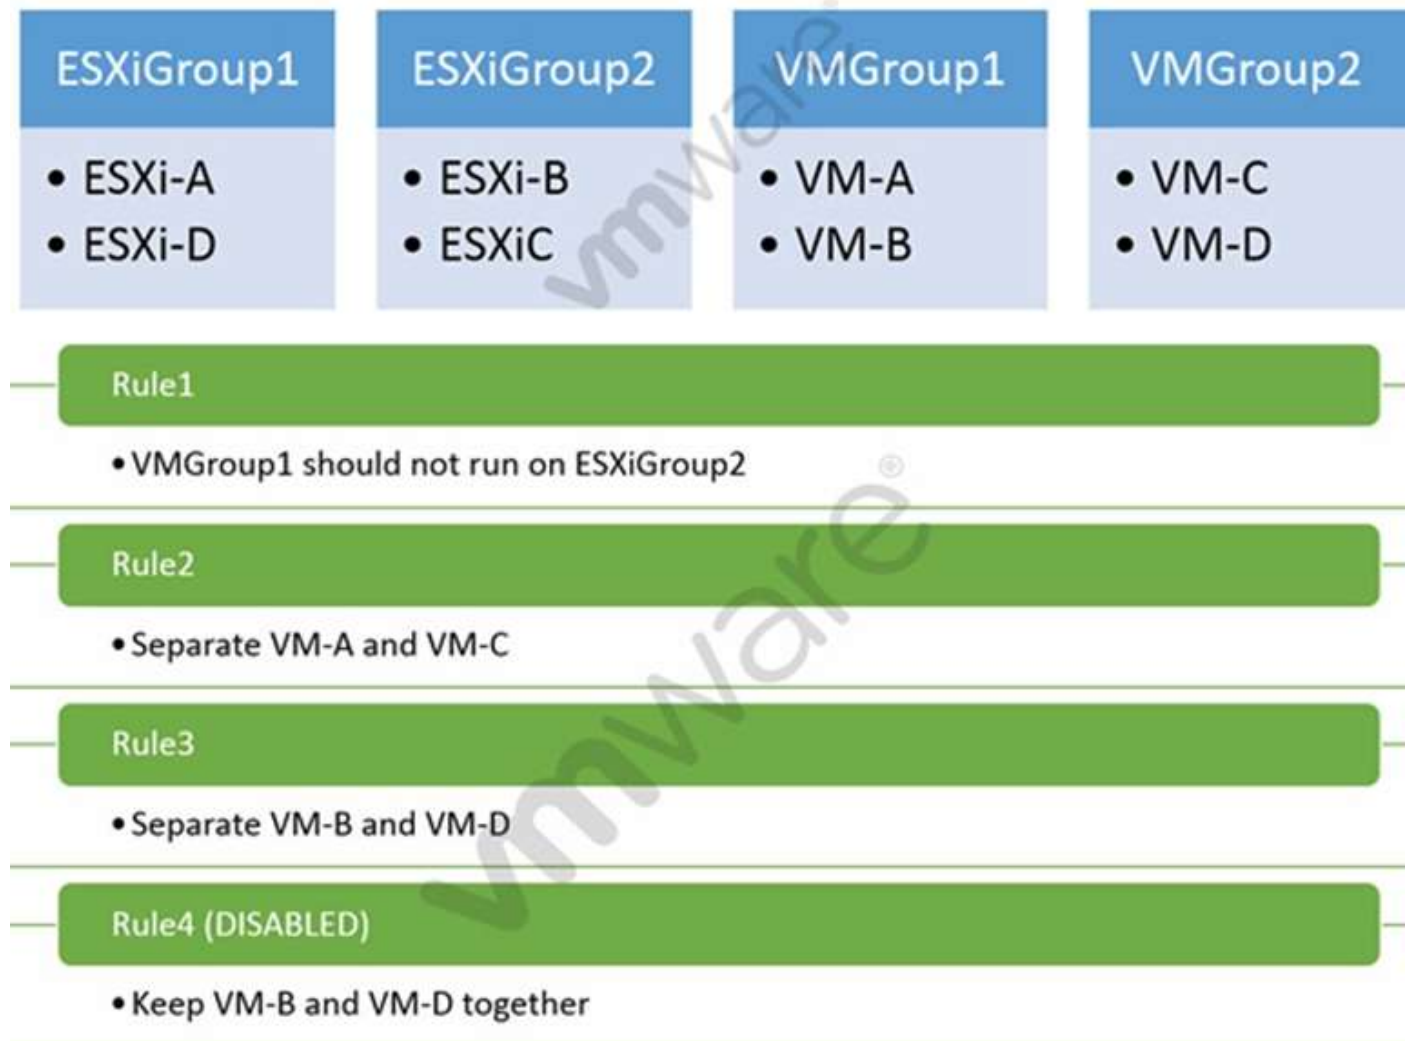 ESXiGroup1
• ESXi-A
• ESXi-D
ESXiGroup2
• ESXi-B
• ESXiC
VMGroup1
• VM-A
• VM-B
VMGroup2
• VM-C
• VM-D
Rule1
• VMGroup1 should not run on ESXiGroup2
Rule2
• Separate VM-A and VM-C
Rule3
• Separate VM-B and VM-D
Rule4 (DISABLED)
• Keep VM-B and VM-D together
vmware
vmware®